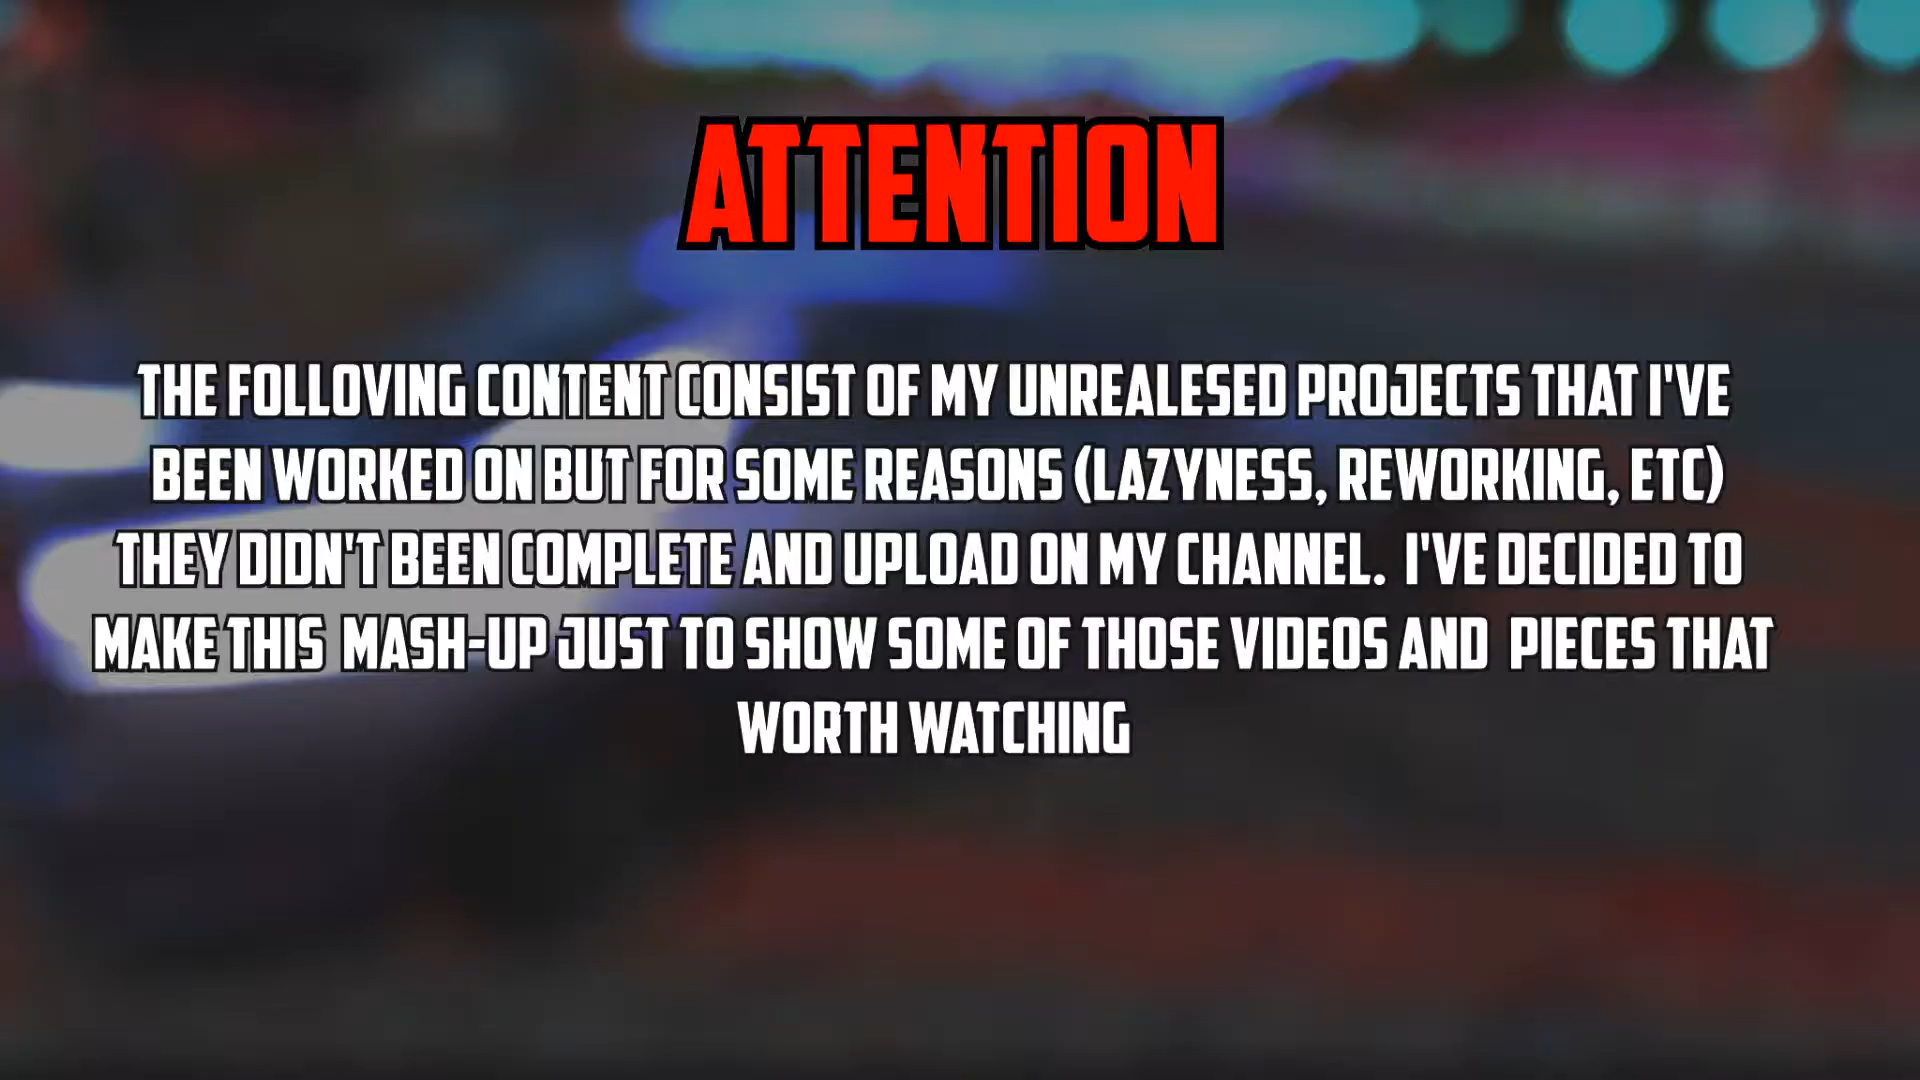 ATTENTION
THE FOLLOVING CONTENT CONSIST OF MY UNREALESED PROJECTS THAT I'VE
BEEN WORKED ON BUT FOR SOME REASONS (LAZYNESS, REWORKING, ETC)
THEY DIDN'T BEEN COMPLETE AND UPLOAD ON MY CHANNEL. I'VE DECIDED TO
MAKE THIS MASH-UP JUST TO SHOW SOME OF THOSE VIDEOS AND PIECES THAT
WORTH WATCHING